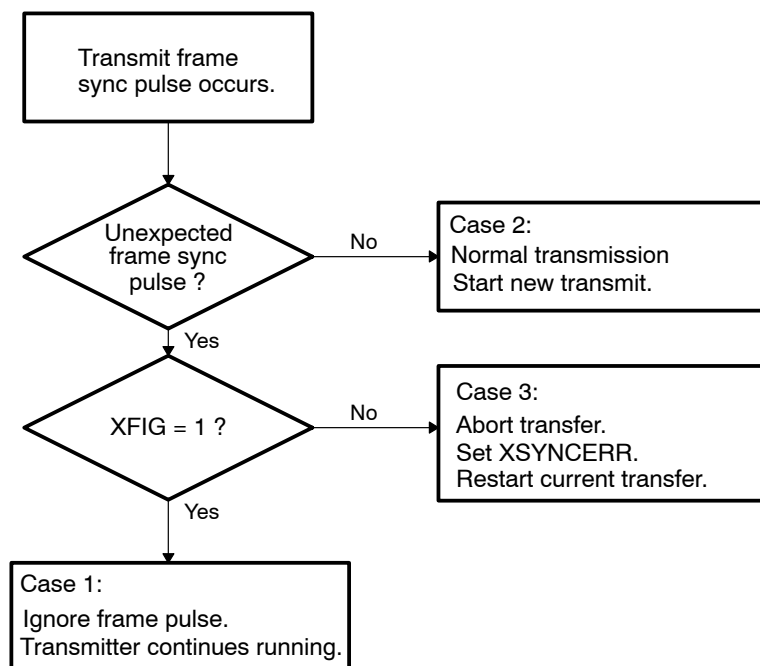 Transmit frame
sync pulse occurs.
Unexpected
frame sync
pulse ?
No
Case 2:
Normal transmission
Start new transmit.
Yes
XFIG = 1 ?
No
Case 3:
Abort transfer.
Set XSYNCERR.
Restart current transfer.
Yes
Case 1:
Ignore frame pulse.
Transmitter continues running.